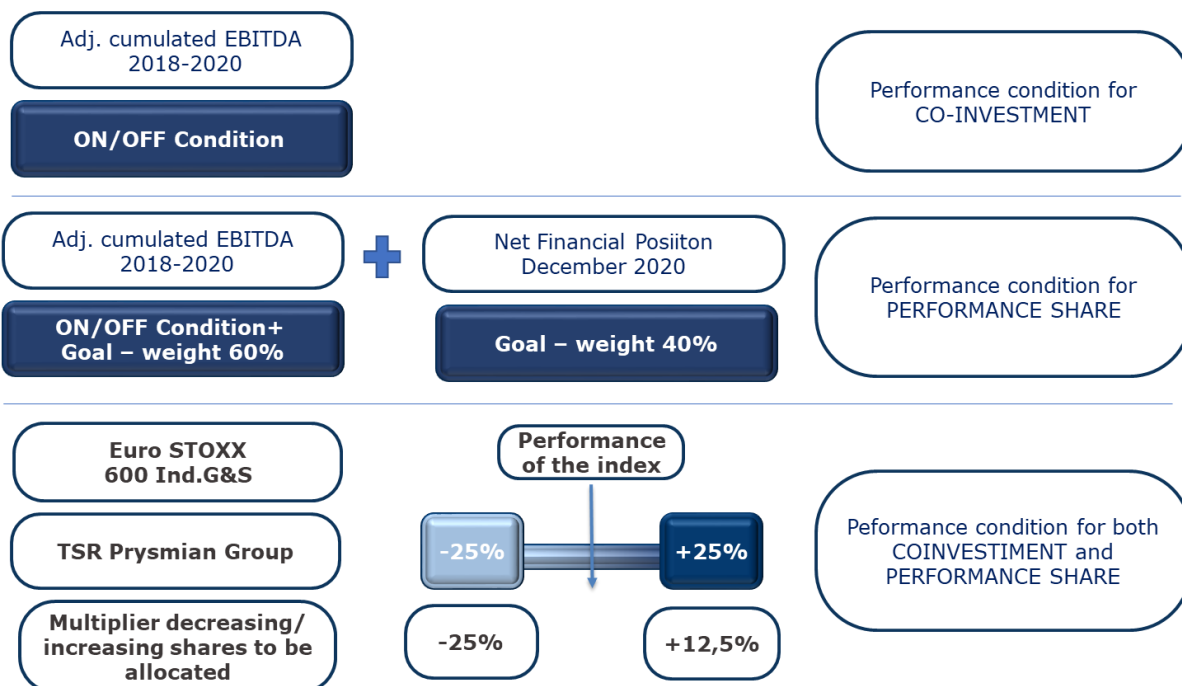 Adj. cumulated EBITDA
2018-2020
ON/OFF Condition
Performance condition for
CO-INVESTMENT
Adj. cumulated EBITDA
2018-2020
ON/OFF Condition+
Goal – weight 60%
Net Financial Posiiton
December 2020
Goal – weight 40%
Performance condition for
PERFORMANCE SHARE
Euro STOXX
600 Ind.G&S
TSR Prysmian Group
Multiplier decreasing/
increasing shares to be
allocated
Performance
of the index
-25%
+25%
-25%
+12,5%
Peformance condition for both
COINVESTIMENT and
PERFORMANCE SHARE